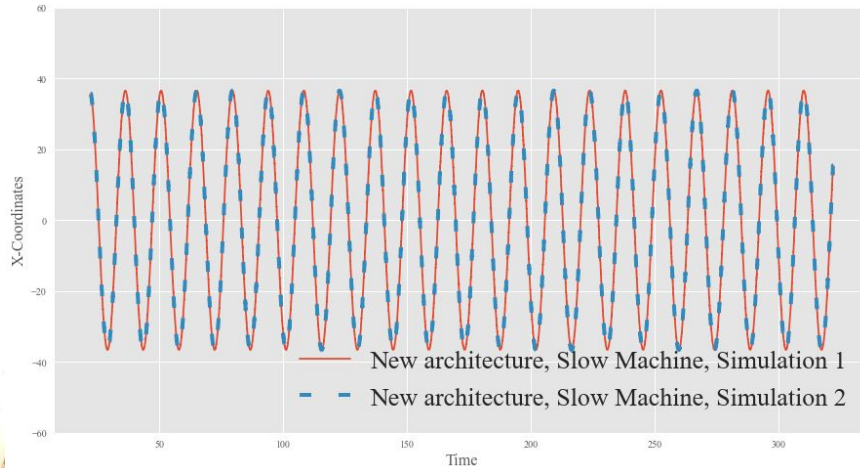 60
40
20
0
−20
−40
−60
X-Coordinates
New architecture, Slow Machine, Simulation 1
New architecture, Slow Machine, Simulation 2
50 100 150 200 250 300
Time